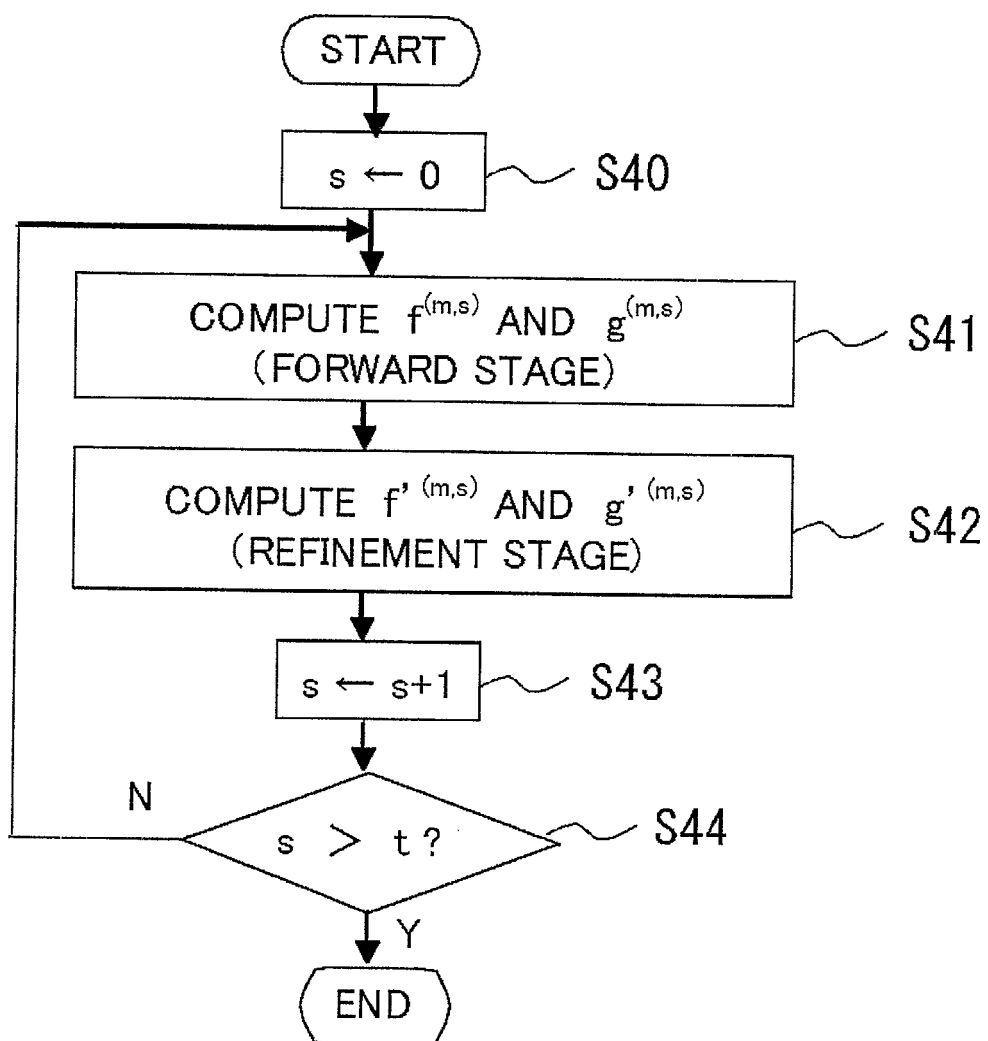 START
s ← 0
S40
COMPUTE f^(m,s) AND g^(m,s)
(FORWARD STAGE)
S41
COMPUTE f'^(m,s) AND g'^(m,s)
(REFINEMENT STAGE)
S42
s ← s+1
S43
N
s > t ?
S44
Y
END